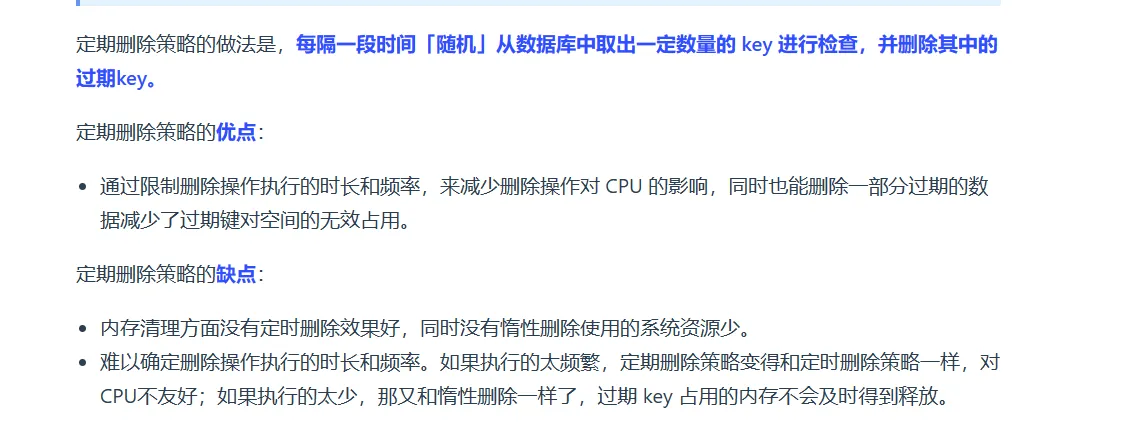 定期删除策略的做法是，每隔一段时间「随机」从数据库中取出一定数量的 key 进行检查，并删除其中的
过期key。
定期删除策略的优点：
通过限制删除操作执行的时长和频率，来减少删除操作对 CPU 的影响，同时也能删除一部分过期的数
据减少了过期键对空间的无效占用。
定期删除策略的缺点：
内存清理方面没有定时删除效果好，同时没有惰性删除使用的系统资源少。
难以确定删除操作执行的时长和频率。如果执行的太频繁，定期删除策略变得和定时删除策略一样，对
CPU不友好；如果执行的太少，那又和惰性删除一样了，过期 key 占用的内存不会及时得到释放。